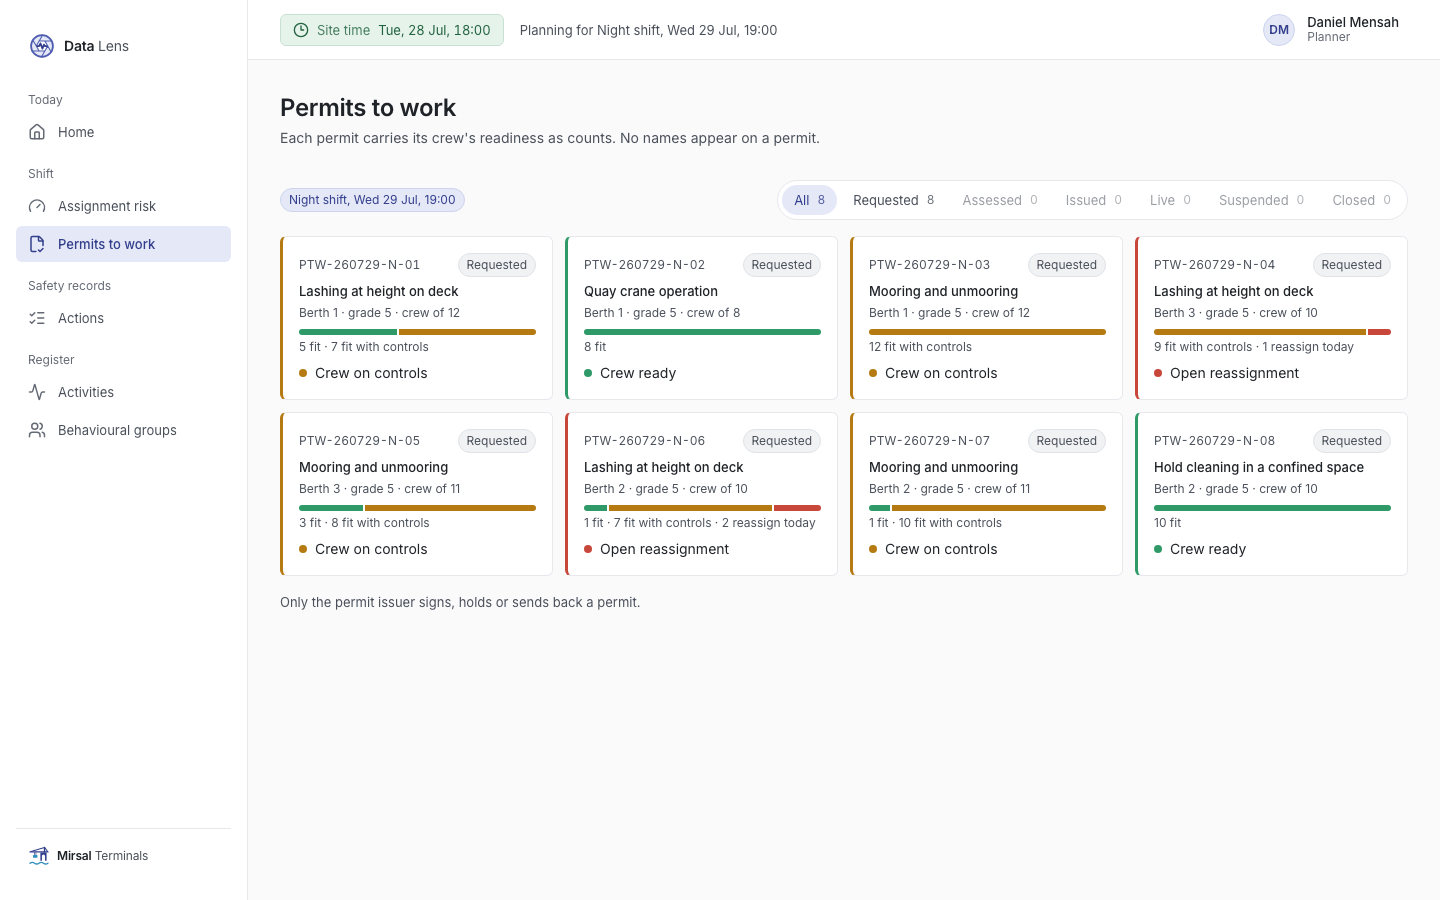 Data Lens
Today
Home
Shift
Assignment risk
Permits to work
Safety records
Actions
Register
Activities
Behavioural groups
Mirsal Terminals
Site time Tue, 28 Jul, 18:00
Planning for Night shift, Wed 29 Jul, 19:00
DM
Daniel Mensah
Planner
Permits to work
Each permit carries its crew's readiness as counts. No names appear on a permit.
Night shift, Wed 29 Jul, 19:00
All 8 Requested 8 Assessed 0 Issued 0 Live 0 Suspended 0 Closed 0
PTW-260729-N-01 Requested
Lashing at height on deck
Berth 1 · grade 5 · crew of 12
5 fit · 7 fit with controls
Crew on controls
PTW-260729-N-02 Requested
Quay crane operation
Berth 1 · grade 5 · crew of 8
8 fit
Crew ready
PTW-260729-N-03 Requested
Mooring and unmooring
Berth 1 · grade 5 · crew of 12
12 fit with controls
Crew on controls
PTW-260729-N-04 Requested
Lashing at height on deck
Berth 3 · grade 5 · crew of 10
9 fit with controls · 1 reassign today
Open reassignment
PTW-260729-N-05 Requested
Mooring and unmooring
Berth 3 · grade 5 · crew of 11
3 fit · 8 fit with controls
Crew on controls
PTW-260729-N-06 Requested
Lashing at height on deck
Berth 2 · grade 5 · crew of 10
1 fit · 7 fit with controls · 2 reassign today
Open reassignment
PTW-260729-N-07 Requested
Mooring and unmooring
Berth 2 · grade 5 · crew of 11
1 fit · 10 fit with controls
Crew on controls
PTW-260729-N-08 Requested
Hold cleaning in a confined space
Berth 2 · grade 5 · crew of 10
10 fit
Crew ready
Only the permit issuer signs, holds or sends back a permit.